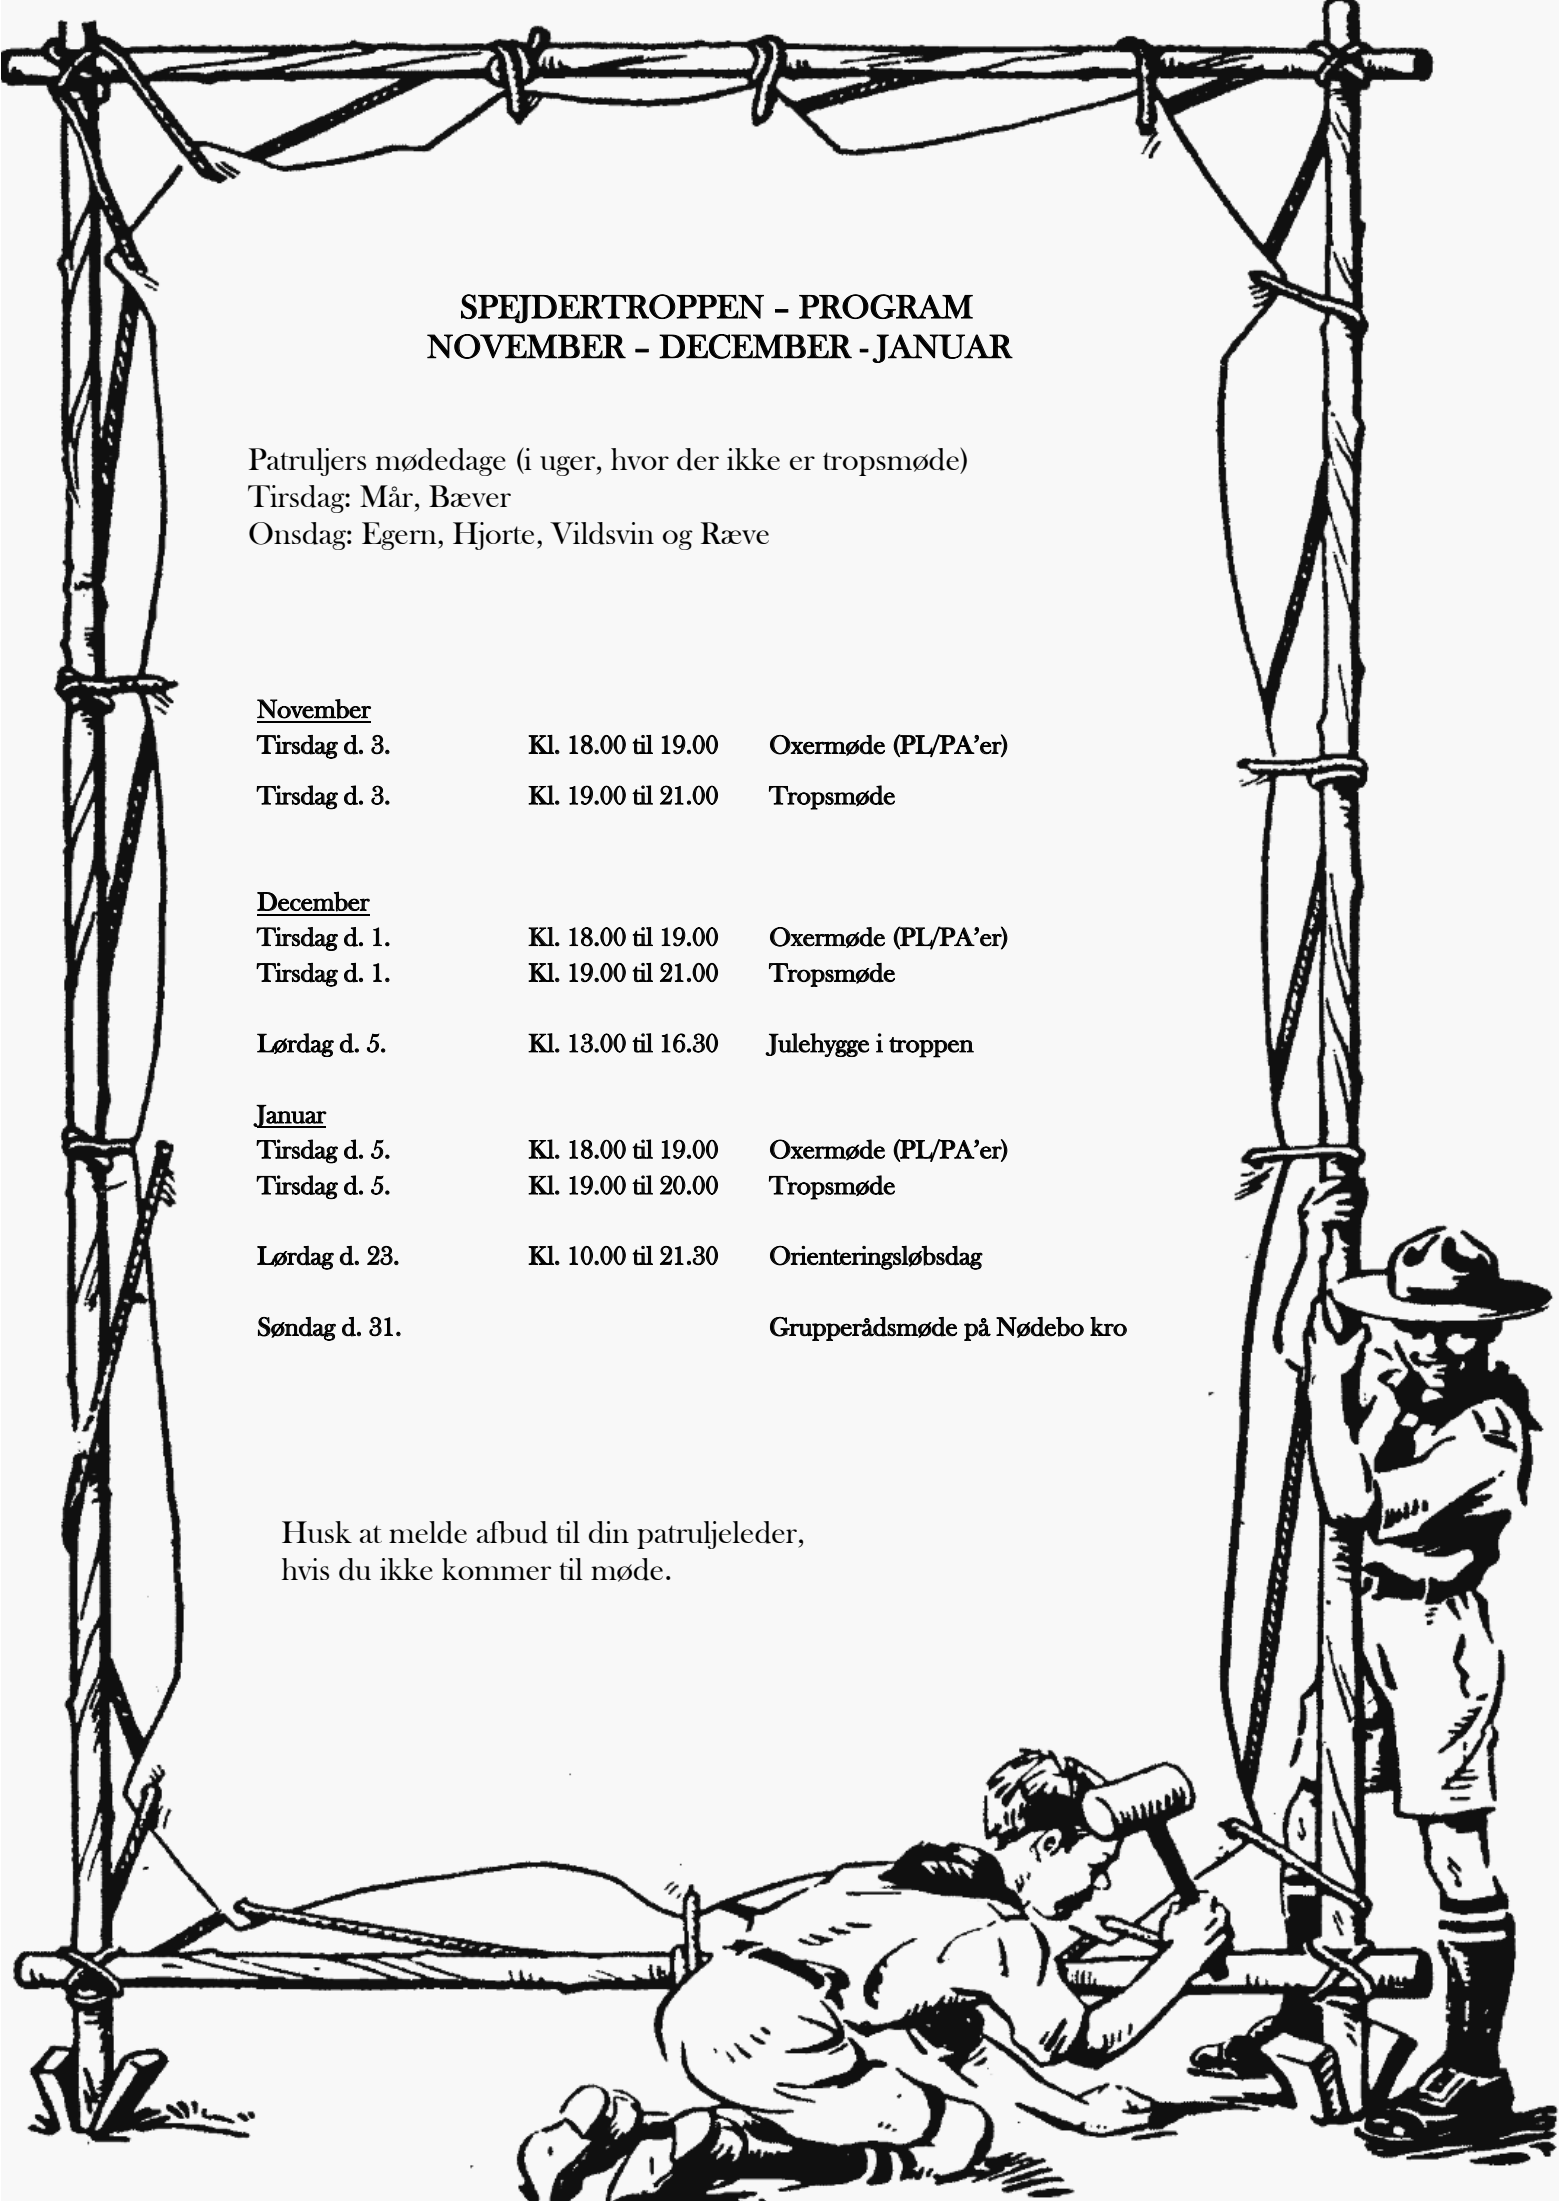 SPEJDERTROPPEN – PROGRAM
NOVEMBER – DECEMBER - JANUAR
Patruljers mødedage (i uger, hvor der ikke er tropsmøde)
Tirsdag: Mår, Bæver
Onsdag: Egern, Hjorte, Vildsvin og Ræve
November
Tirsdag d. 3. Kl. 18.00 til 19.00 Oxermøde (PL/PA’er)
Tirsdag d. 3. Kl. 19.00 til 21.00 Tropsmøde
December
Tirsdag d. 1. Kl. 18.00 til 19.00 Oxermøde (PL/PA’er)
Tirsdag d. 1. Kl. 19.00 til 21.00 Tropsmøde
Lørdag d. 5. Kl. 13.00 til 16.30 Julehygge i troppen
Januar
Tirsdag d. 5. Kl. 18.00 til 19.00 Oxermøde (PL/PA’er)
Tirsdag d. 5. Kl. 19.00 til 20.00 Tropsmøde
Lørdag d. 23. Kl. 10.00 til 21.30 Orienteringsløbsdag
Søndag d. 31. Grupperådsmøde på Nødebo kro
Husk at melde afbud til din patruljeleder,
hvis du ikke kommer til møde.